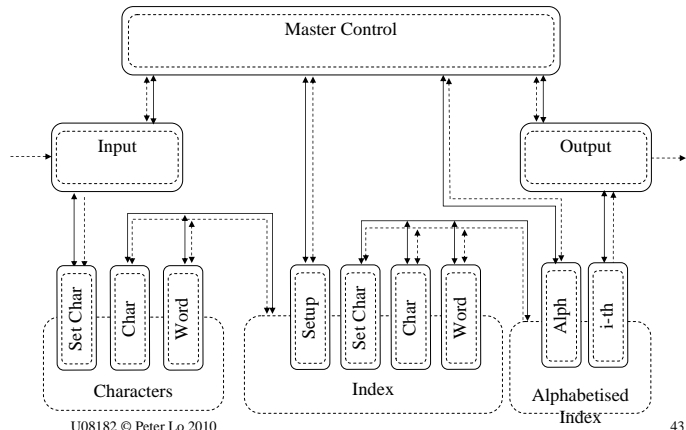 Master Control
Input
Output
Set Char
Char
Word
Setup
Set Char
Char
Word
Alph
i-th
Characters
Index
Alphabetised
Index
U08182 © Peter Lo 2010
43